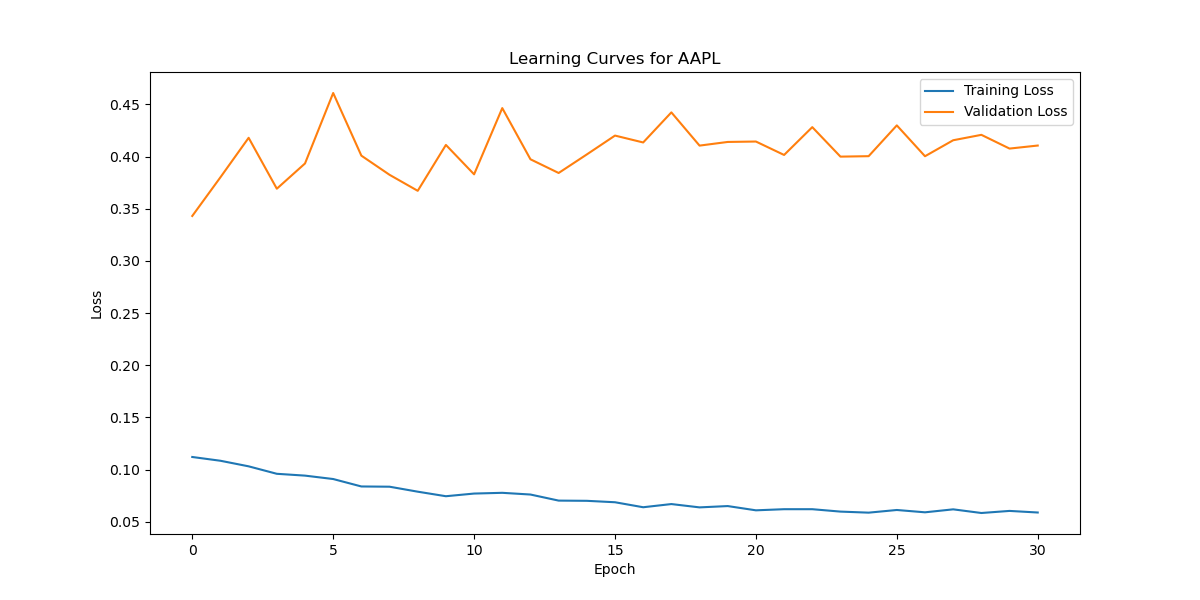 Learning Curves for AAPL
Training Loss
Validation Loss
0.45
0.40
0.35
0.30
0.25
0.20
0.15
0.10
0.05
Loss
0 5 10 15 20 25 30
Epoch